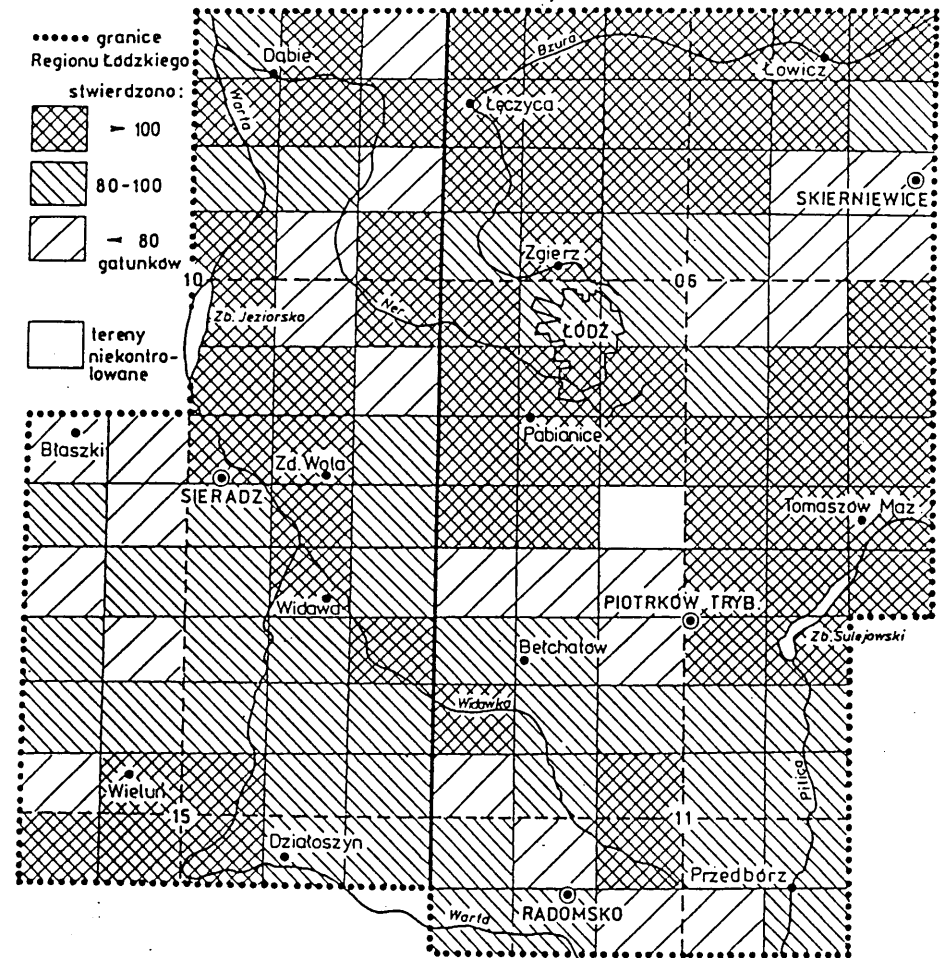 granice
Regionu Łódzkiego
stwierdzono:
> 100
80-100
< 80
gatunków
tereny
niekontro-
lowane
Dąbie
Bzura
Łowicz
Warta
Łęczyca
SKIERNIEWICE
Zgierz
10
06
Zb. Jeziorsko
Ner
ŁÓDŹ
Błaszki
Pabianice
Zd. Wola
SIERADZ
Tomaszów Maz.
Widawa
PIOTRKÓW TRYB.
Zb. Sulejowski
Bełchatów
Widawka
Wieluń
Pilica
15
11
Działoszyn
Przedbórz
Warta
RADOMSKO